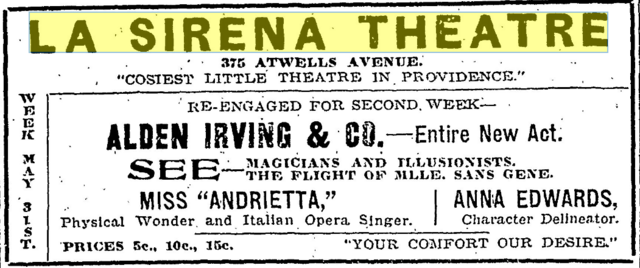 LA SIRENA THEATRE
375 ATWELLS AVENUE.
"COSIEST LITTLE THEATRE IN PROVIDENCE."
WEEK MAY 31ST.
RE-ENGAGED FOR SECOND WEEK—
ALDEN IRVING & CO.—Entire New Act.
SEE—MAGICIANS AND ILLUSIONISTS.
THE FLIGHT OF MLLE. SANS GENE.
MISS "ANDRIETTA,"
Physical Wonder and Italian Opera Singer.
ANNA EDWARDS,
Character Delineator.
PRICES 5c., 10c., 15c.
"YOUR COMFORT OUR DESIRE."